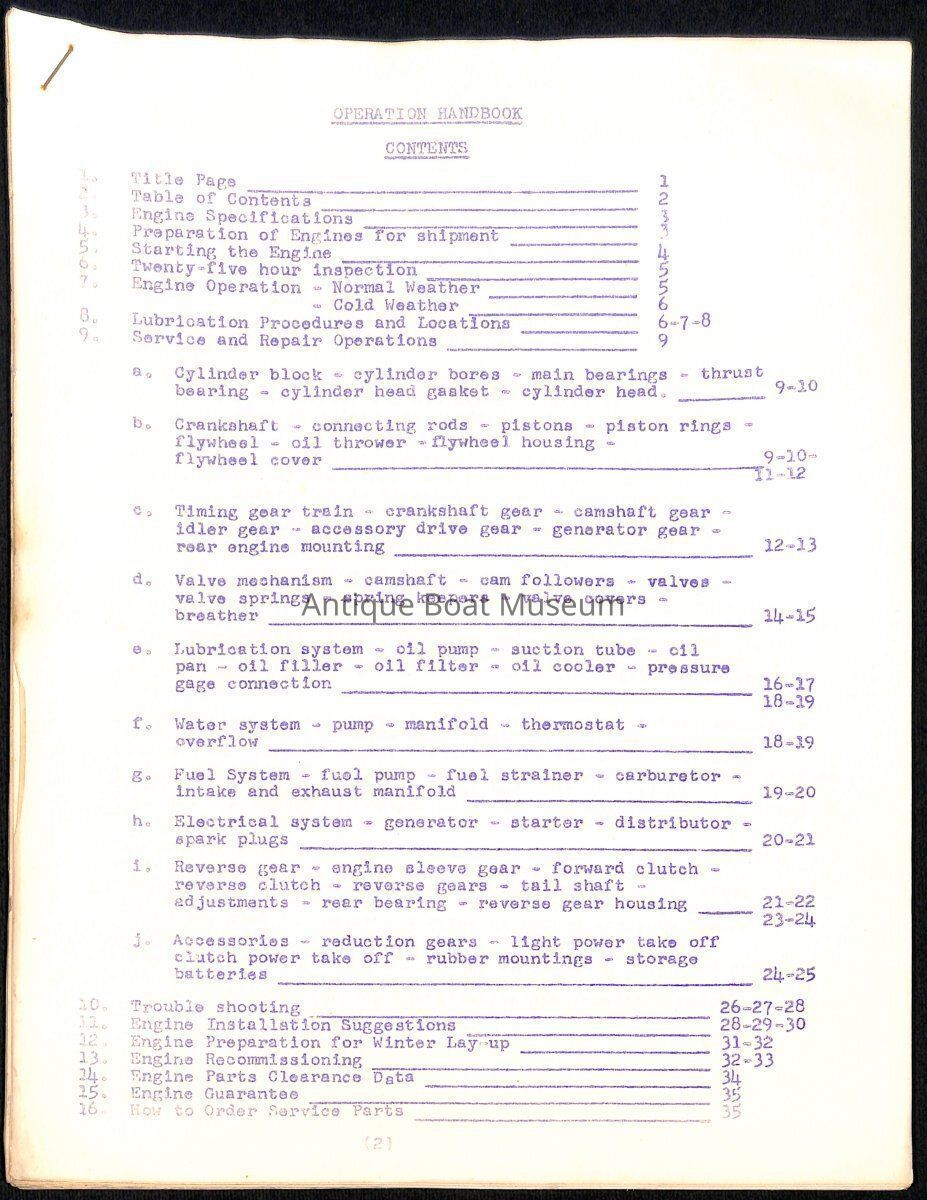 OPERATION HANDBOOK
CONTENTS
1. Title Page 1
2. Table of Contents 2
3. Engine Specifications 3
4. Preparation of Engines for shipment 3
5. Starting the Engine 4
6. Twenty-five hour inspection 5
7. Engine Operation - Normal Weather 5
- Cold Weather 6
8. Lubrication Procedures and Locations 6-7-8
9. Service and Repair Operations 9
a. Cylinder block - cylinder bores - main bearings - thrust
bearing - cylinder head gasket - cylinder head. 9-10
b. Crankshaft - connecting rods - pistons - piston rings -
flywheel - oil thrower -flywheel housing -
flywheel cover 9-10-
11-12
c. Timing gear train - crankshaft gear - camshaft gear -
idler gear - accessory drive gear - generator gear -
rear engine mounting 12-13
d. Valve mechanism - camshaft - cam followers - valves -
valve springs - spring keepers - valve covers -
Antique Boat Museum
breather 14-15
e. Lubrication system - oil pump - suction tube - oil
pan - oil filler - oil filter - oil cooler - pressure
gage connection 16-17
18-19
f. Water system - pump - manifold - thermostat -
overflow 18-19
g. Fuel System - fuel pump - fuel strainer - carburetor -
intake and exhaust manifold 19-20
h. Electrical system - generator - starter - distributor -
spark plugs 20-21
i. Reverse gear - engine sleeve gear - forward clutch -
reverse clutch - reverse gears - tail shaft -
adjustments - rear bearing - reverse gear housing 21-22
23-24
j. Accessories - reduction gears - light power take off
clutch power take off - rubber mountings - storage
batteries 24-25
10. Trouble shooting 26-27-28
11. Engine Installation Suggestions 28-29-30
12. Engine Preparation for Winter Lay-up 31-32
13. Engine Recommissioning 32-33
14. Engine Parts Clearance Data 34
15. Engine Guarantee 35
16. How to Order Service Parts 35
(2)